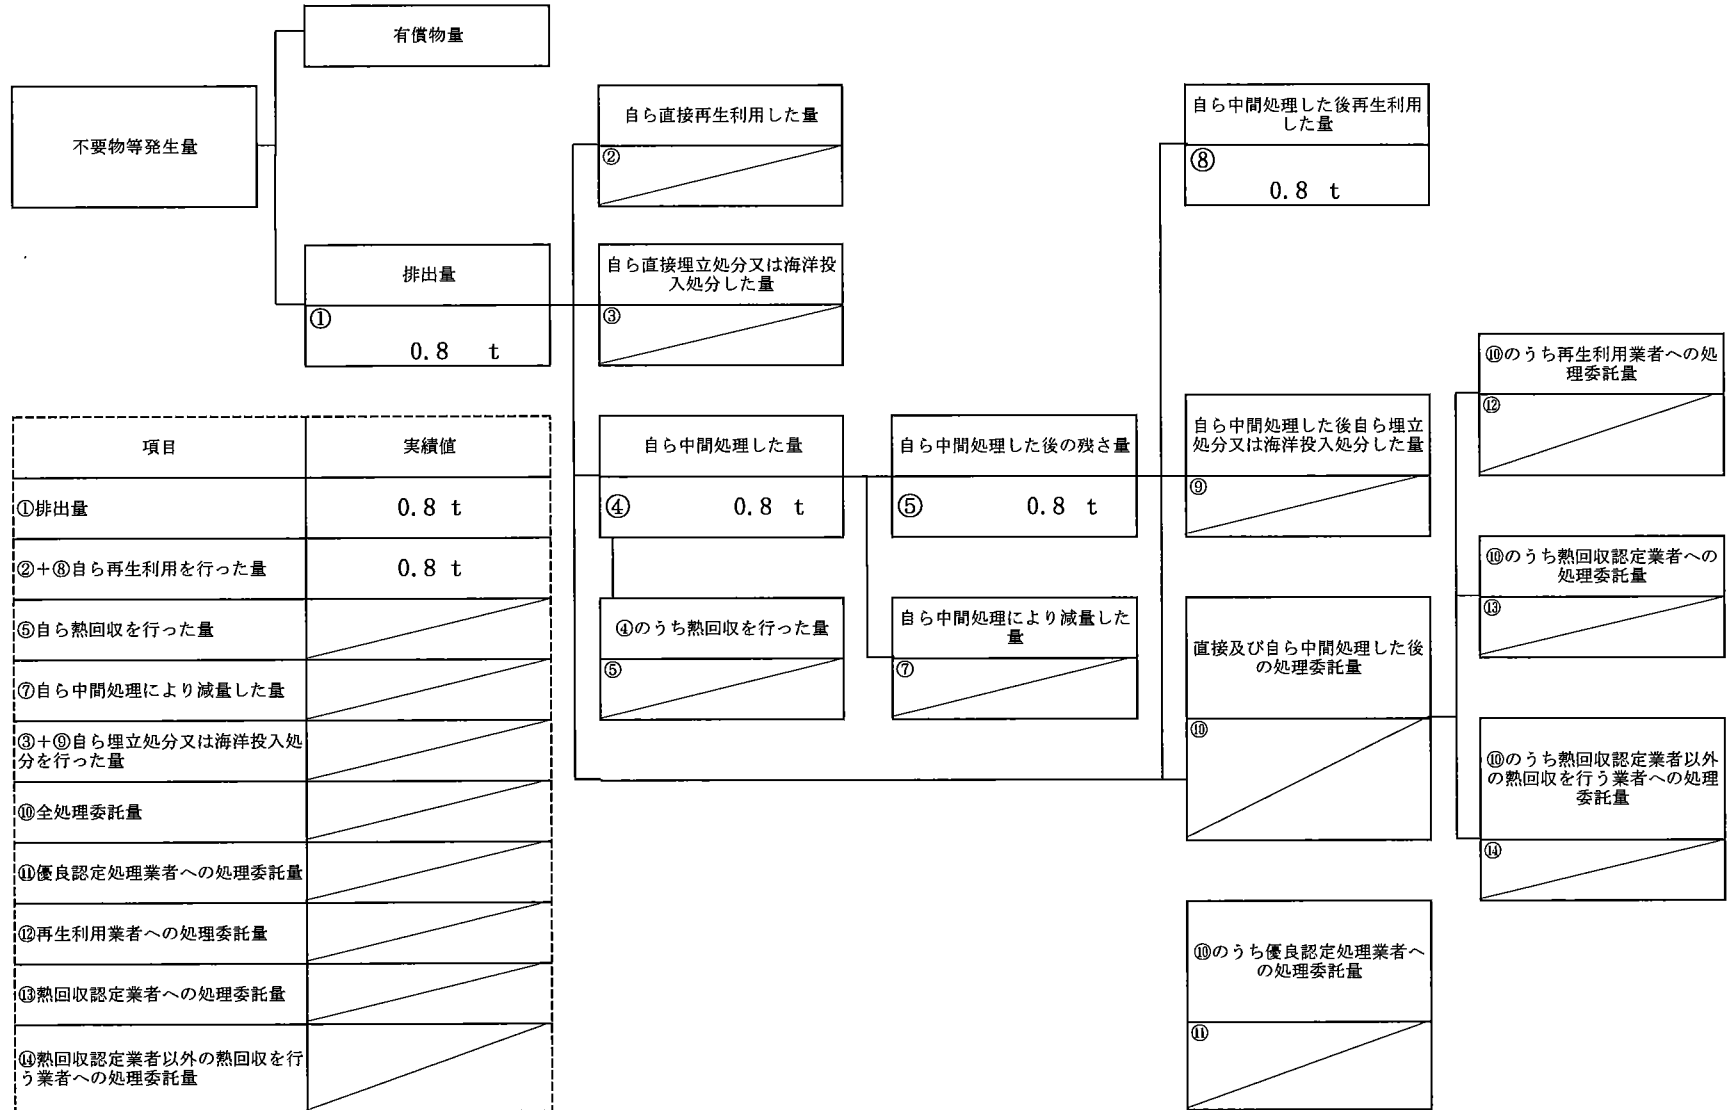 有償物量
不要物等発生量
排出量
①
0.8 t
自ら直接再生利用した量
②
自ら直接埋立処分又は海洋投
入処分した量
③
自ら中間処理した量
④ 0.8 t
④のうち熱回収を行った量
⑤
自ら中間処理した後の残さ量
⑤ 0.8 t
自ら中間処理により減量した
量
⑦
自ら中間処理した後再生利用
した量
⑧
0.8 t
自ら中間処理した後自ら埋立
処分又は海洋投入処分した量
⑨
直接及び自ら中間処理した後
の処理委託量
⑩
⑩のうち優良認定処理業者へ
の処理委託量
⑪
⑩のうち再生利用業者への処
理委託量
⑫
⑩のうち熱回収認定業者への
処理委託量
⑬
⑩のうち熱回収認定業者以外
の熱回収を行う業者への処理
委託量
⑭
項目 実績値
①排出量 0.8 t
②+⑧自ら再生利用を行った量 0.8 t
⑤自ら熱回収を行った量
⑦自ら中間処理により減量した量
③+⑨自ら埋立処分又は海洋投入処
分を行った量
⑩全処理委託量
⑪優良認定処理業者への処理委託量
⑫再生利用業者への処理委託量
⑬熱回収認定業者への処理委託量
⑭熱回収認定業者以外の熱回収を行
う業者への処理委託量